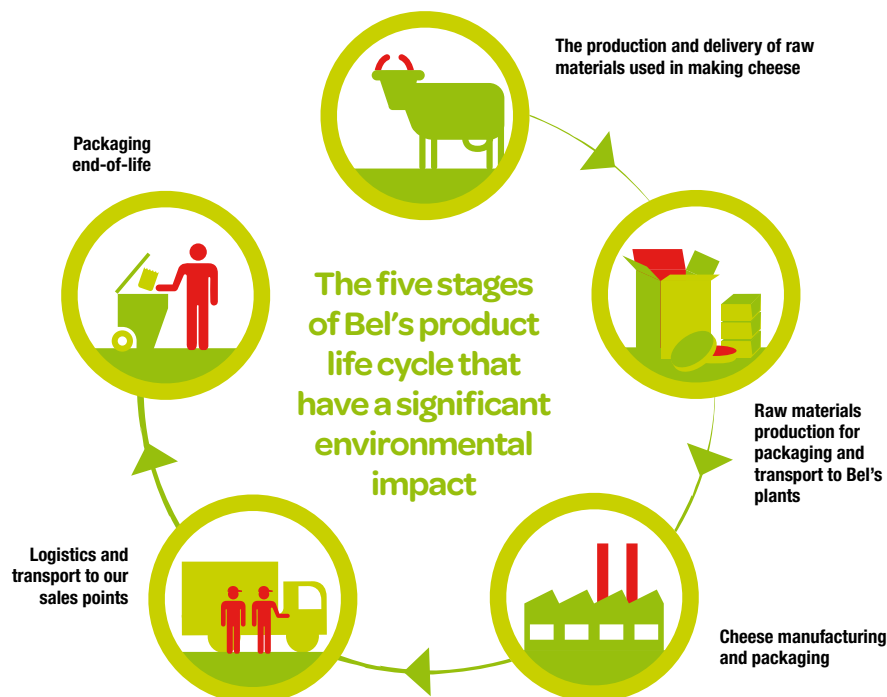 The production and delivery of raw
materials used in making cheese
Packaging
end-of-life
The five stages
of Bel's product
life cycle that
have a significant
environmental
impact
Raw materials
production for
packaging and
transport to Bel's
plants
Logistics and
transport to our
sales points
Cheese manufacturing
and packaging